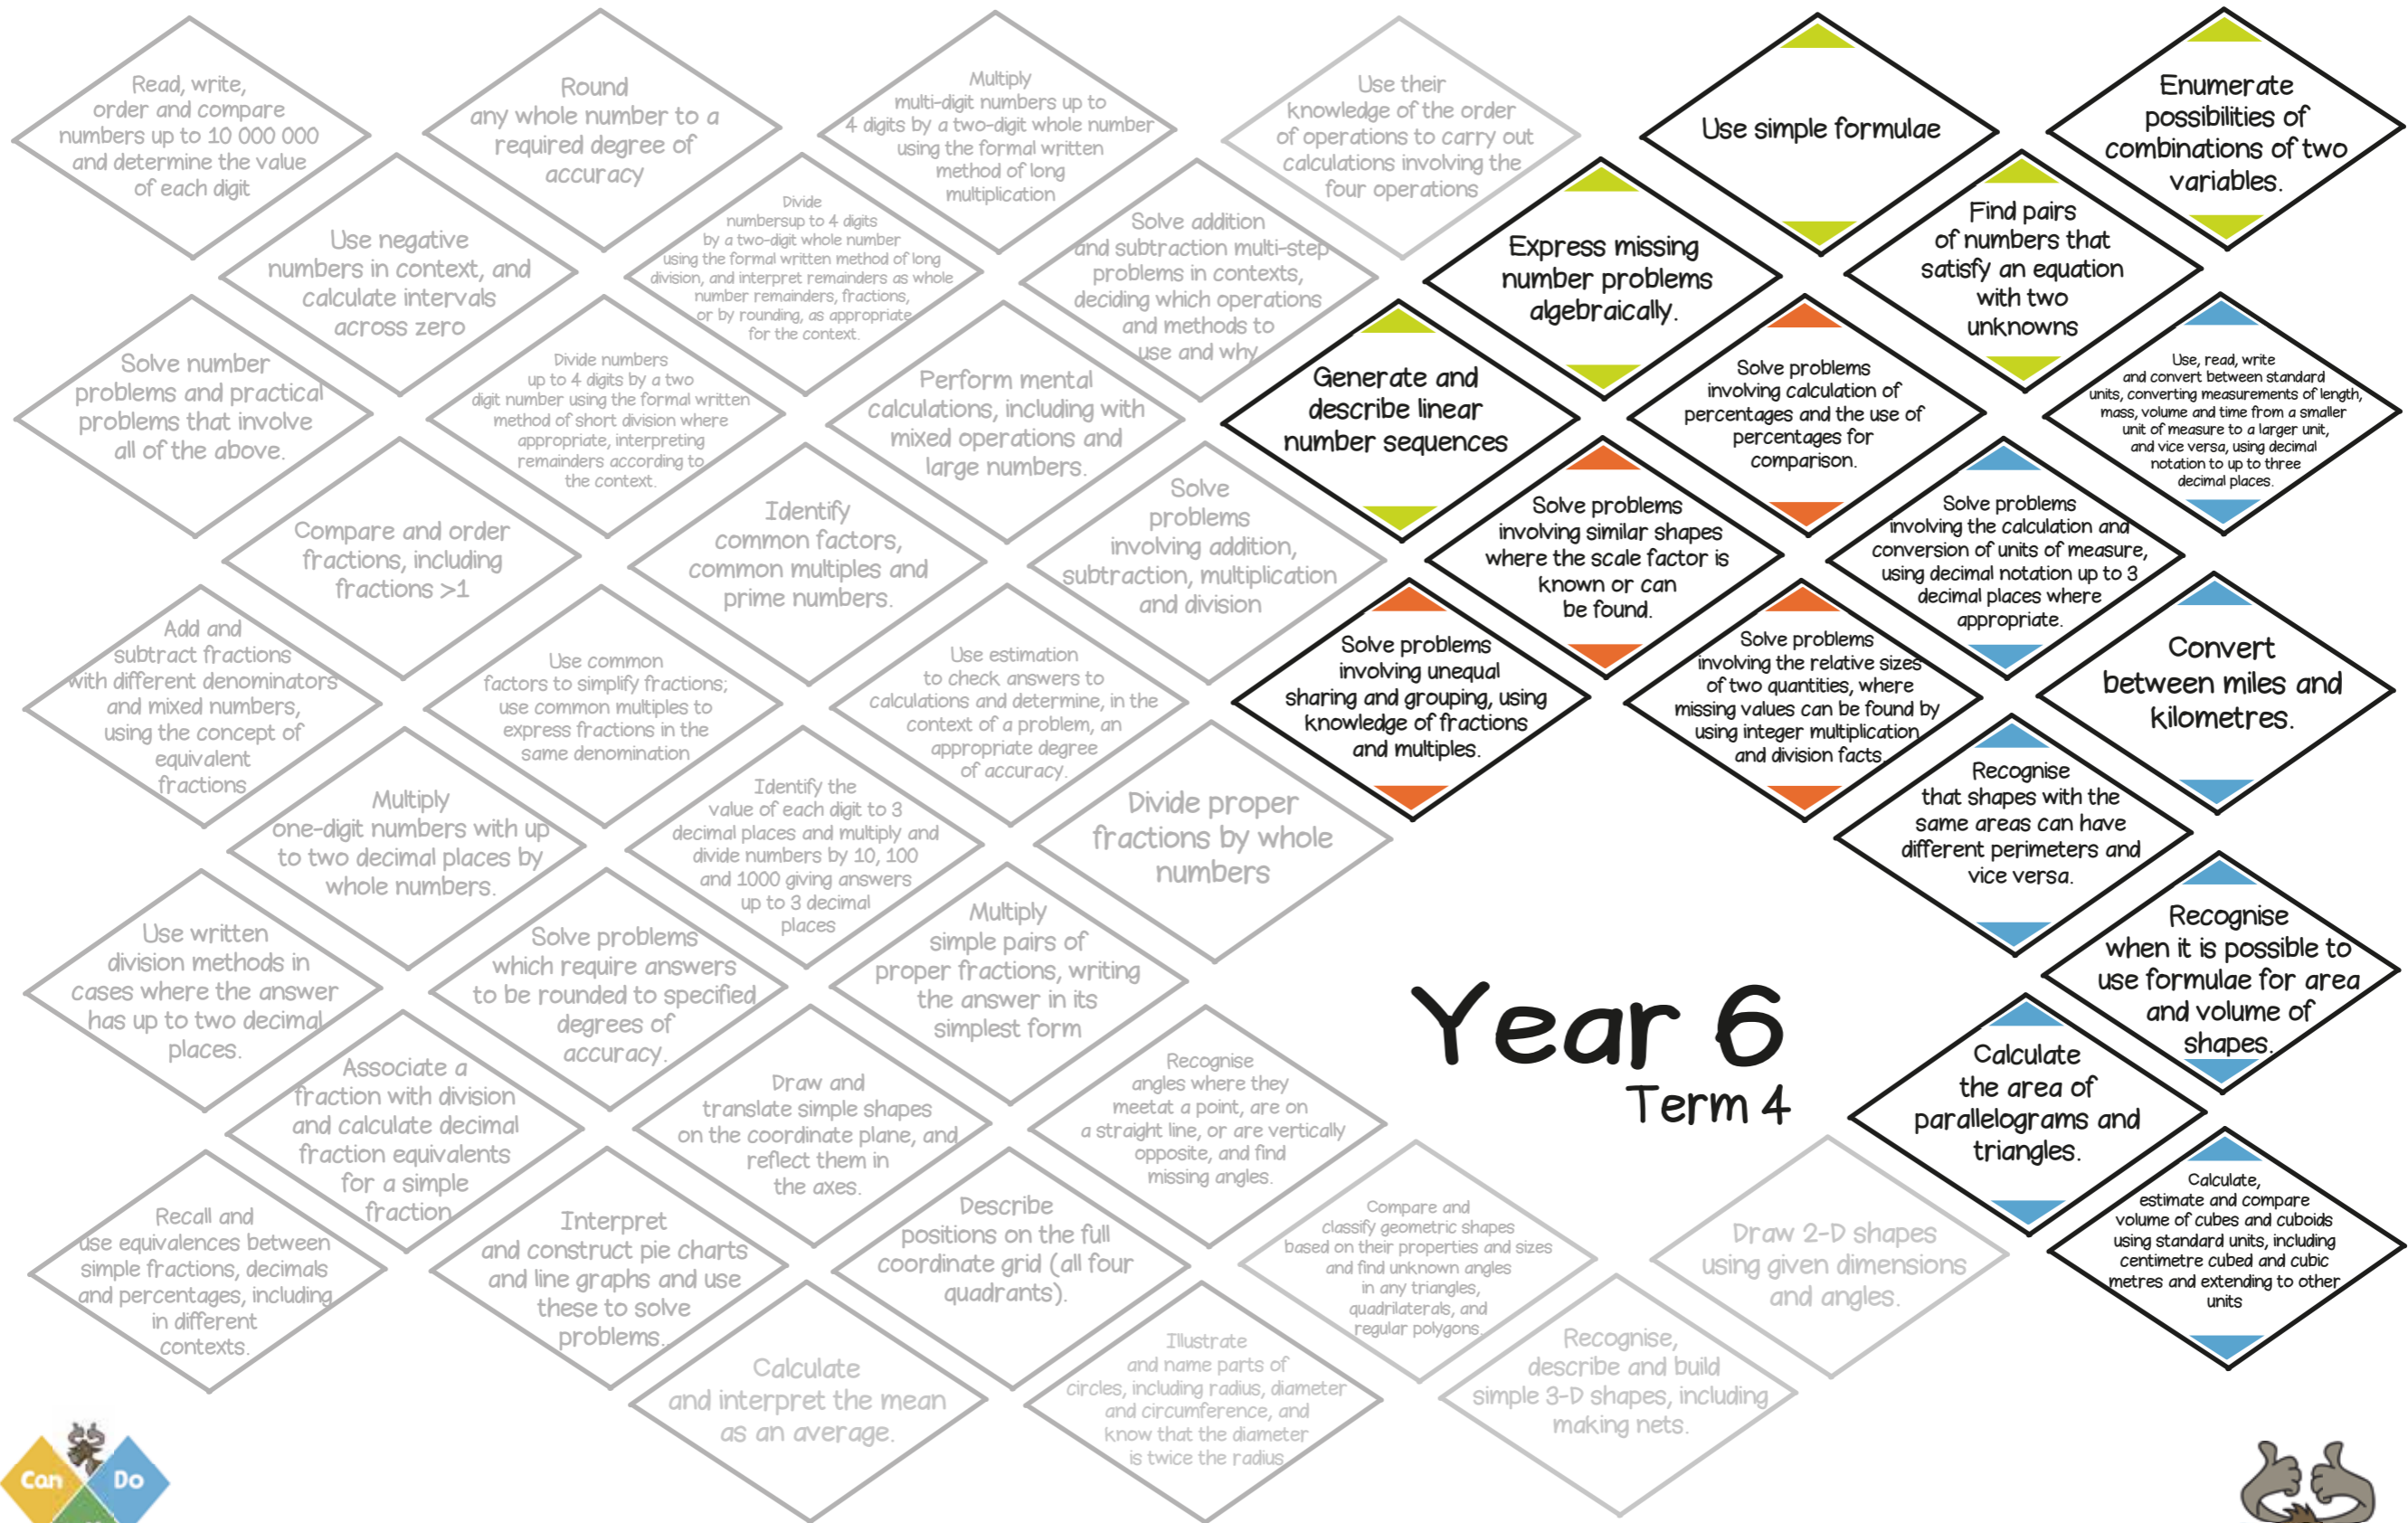 Read, write,
order and compare
numbers up to 10 000 000
and determine the value
of each digit
Round
any whole number to a
required degree of
accuracy
Multiply
multi-digit numbers up to
4 digits by a two-digit whole number
using the formal written
method of long
multiplication
Use their
knowledge of the order
of operations to carry out
calculations involving the
four operations
Use simple formulae
Enumerate
possibilities of
combinations of two
variables.
Use negative
numbers in context, and
calculate intervals
across zero
Divide
numbersup to 4 digits
by a two-digit whole number
using the formal written method of long
division, and interpret remainders as whole
number remainders, fractions,
or by rounding, as appropriate
for the context.
Solve addition
and subtraction multi-step
problems in contexts,
deciding which operations
and methods to
use and why
Express missing
number problems
algebraically.
Find pairs
of numbers that
satisfy an equation
with two
unknowns
Solve number
problems and practical
problems that involve
all of the above.
Divide numbers
up to 4 digits by a two
digit number using the formal written
method of short division where
appropriate, interpreting
remainders according to
the context.
Perform mental
calculations, including with
mixed operations and
large numbers.
Generate and
describe linear
number sequences
Solve problems
involving calculation of
percentages and the use of
percentages for
comparison.
Use, read, write
and convert between standard
units, converting measurements of length,
mass, volume and time from a smaller
unit of measure to a larger unit,
and vice versa, using decimal
notation to up to three
decimal places.
Compare and order
fractions, including
fractions >1
Identify
common factors,
common multiples and
prime numbers.
Solve
problems
involving addition,
subtraction, multiplication
and division
Solve problems
involving similar shapes
where the scale factor is
known or can
be found.
Solve problems
involving the calculation and
conversion of units of measure,
using decimal notation up to 3
decimal places where
appropriate.
Add and
subtract fractions
with different denominators
and mixed numbers,
using the concept of
equivalent
fractions
Use common
factors to simplify fractions;
use common multiples to
express fractions in the
same denomination
Use estimation
to check answers to
calculations and determine, in the
context of a problem, an
appropriate degree
of accuracy.
Solve problems
involving unequal
sharing and grouping, using
knowledge of fractions
and multiples.
Solve problems
involving the relative sizes
of two quantities, where
missing values can be found by
using integer multiplication
and division facts.
Convert
between miles and
kilometres.
Multiply
one-digit numbers with up
to two decimal places by
whole numbers.
Identify the
value of each digit to 3
decimal places and multiply and
divide numbers by 10, 100
and 1000 giving answers
up to 3 decimal
places
Divide proper
fractions by whole
numbers
Recognise
that shapes with the
same areas can have
different perimeters and
vice versa.
Use written
division methods in
cases where the answer
has up to two decimal
places.
Solve problems
which require answers
to be rounded to specified
degrees of
accuracy.
Multiply
simple pairs of
proper fractions, writing
the answer in its
simplest form
Recognise
when it is possible to
use formulae for area
and volume of
shapes.
Year 6
Term 4
Associate a
fraction with division
and calculate decimal
fraction equivalents
for a simple
fraction
Draw and
translate simple shapes
on the coordinate plane, and
reflect them in
the axes.
Recognise
angles where they
meetat a point, are on
a straight line, or are vertically
opposite, and find
missing angles.
Calculate
the area of
parallelograms and
triangles.
Recall and
use equivalences between
simple fractions, decimals
and percentages, including
in different
contexts.
Interpret
and construct pie charts
and line graphs and use
these to solve
problems..
Describe
positions on the full
coordinate grid (all four
quadrants).
Compare and
classify geometric shapes
based on their properties and sizes
and find unknown angles
in any triangles,
quadrilaterals, and
regular polygons.
Draw 2-D shapes
using given dimensions
and angles.
Calculate,
estimate and compare
volume of cubes and cuboids
using standard units, including
centimetre cubed and cubic
metres and extending to other
units
Calculate
and interpret the mean
as an average.
Illustrate
and name parts of
circles, including radius, diameter
and circumference, and
know that the diameter
is twice the radius
Recognise,
describe and build
simple 3-D shapes, including
making nets.
Can Do